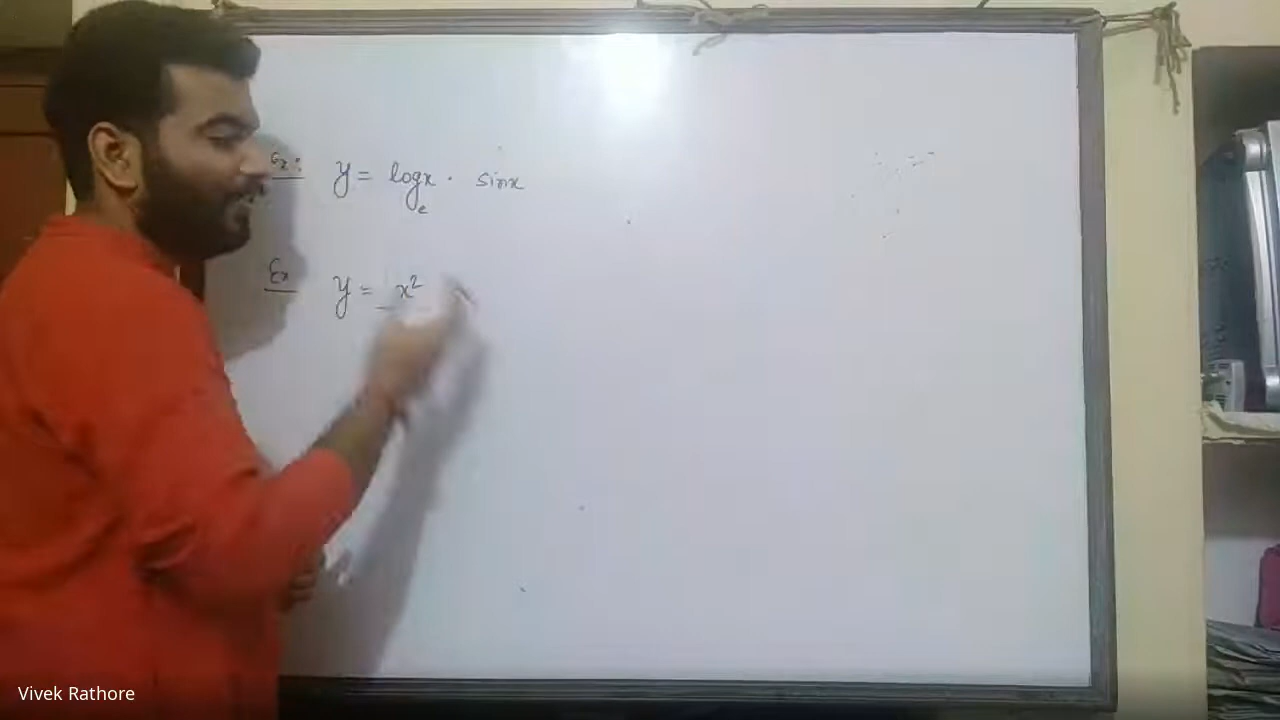 Ex: y = logₑx · sinx
Ex y = x²
Vivek Rathore